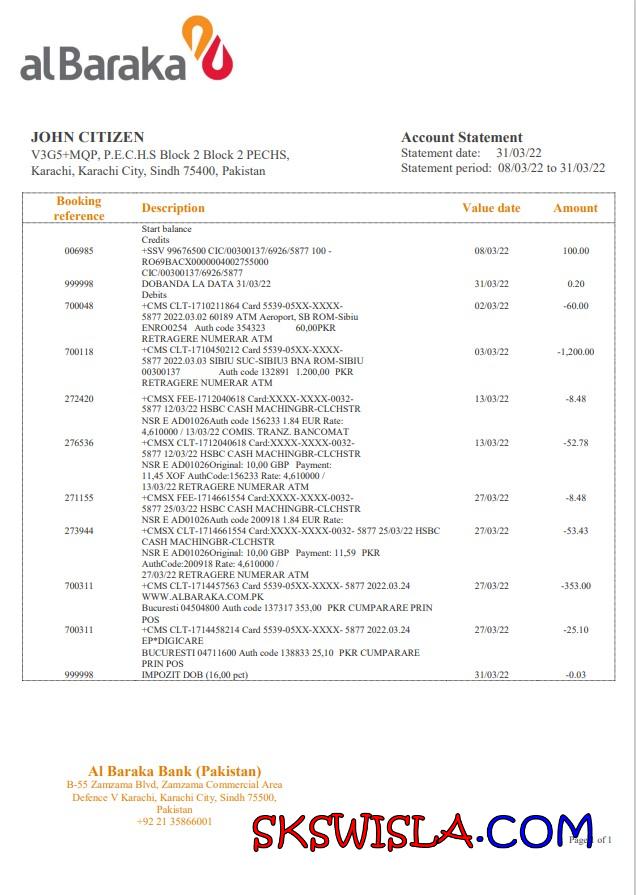 al Baraka
JOHN CITIZEN
V3G5+MQP, P.E.C.H.S Block 2 Block 2 PECHS,
Karachi, Karachi City, Sindh 75400, Pakistan
Account Statement
Statement date: 31/03/22
Statement period: 08/03/22 to 31/03/22
Booking reference Description Value date Amount
Start balance
Credits
006985 +SSV 99676500 CIC/00300137/6926/5877 100 - 08/03/22 100.00
RO69BACX0000004002755000
CIC/00300137/6926/5877
999998 DOBANDA LA DATA 31/03/22 31/03/22 0.20
Debits
700048 +CMS CLT-1710211864 Card 5539-05XX-XXXX- 02/03/22 -60.00
5877 2022.03.02 60189 ATM Aeroport, SB ROM-Sibiu
ENRO0254 Auth code 354323 60,00PKR
RETRAGERE NUMERAR ATM
700118 +CMS CLT-1710450212 Card 5539-05XX-XXXX- 03/03/22 -1,200.00
5877 2022.03.03 SIBIU SUC-SIBIU3 BNA ROM-SIBIU
00300137 Auth code 132891 1.200,00 PKR
RETRAGERE NUMERAR ATM
272420 +CMSX FEE-1712040618 Card:XXXX-XXXX-0032- 13/03/22 -8.48
5877 12/03/22 HSBC CASH MACHINGBR-CLCHSTR
NSR E AD01026Auth code 156233 1.84 EUR Rate:
4,610000 / 13/03/22 COMIS. TRANZ. BANCOMAT
276536 +CMSX CLT-1712040618 Card:XXXX-XXXX-0032- 13/03/22 -52.78
5877 12/03/22 HSBC CASH MACHINGBR-CLCHSTR
NSR E AD01026Original: 10,00 GBP Payment:
11,45 XOF AuthCode:156233 Rate: 4,610000 /
13/03/22 RETRAGERE NUMERAR ATM
271155 +CMSX FEE-1714661554 Card:XXXX-XXXX-0032- 27/03/22 -8.48
5877 25/03/22 HSBC CASH MACHINGBR-CLCHSTR
NSR E AD01026Auth code 200918 1.84 EUR Rate:
273944 +CMSX CLT-1714661554 Card:XXXX-XXXX-0032- 5877 25/03/22 HSBC 27/03/22 -53.43
CASH MACHINGBR-CLCHSTR
NSR E AD01026Original: 10,00 GBP Payment: 11,59 PKR
AuthCode:200918 Rate: 4,610000 /
27/03/22 RETRAGERE NUMERAR ATM
700311 +CMS CLT-1714457563 Card 5539-05XX-XXXX- 5877 2022.03.24 27/03/22 -353.00
WWW.ALBARAKA.COM.PK
Bucuresti 04504800 Auth code 137317 353,00 PKR CUMPARARE PRIN
POS
700311 +CMS CLT-1714458214 Card 5539-05XX-XXXX- 5877 2022.03.24 27/03/22 -25.10
EP*DIGICARE
BUCURESTI 04711600 Auth code 138833 25,10 PKR CUMPARARE
PRIN POS
999998 IMPOZIT DOB (16,00 pct) 31/03/22 -0.03
Al Baraka Bank (Pakistan)
B-55 Zamzama Blvd, Zamzama Commercial Area
Defence V Karachi, Karachi City, Sindh 75500,
Pakistan
+92 21 35866001
SKSWISLA.COM
Page 1 of 1